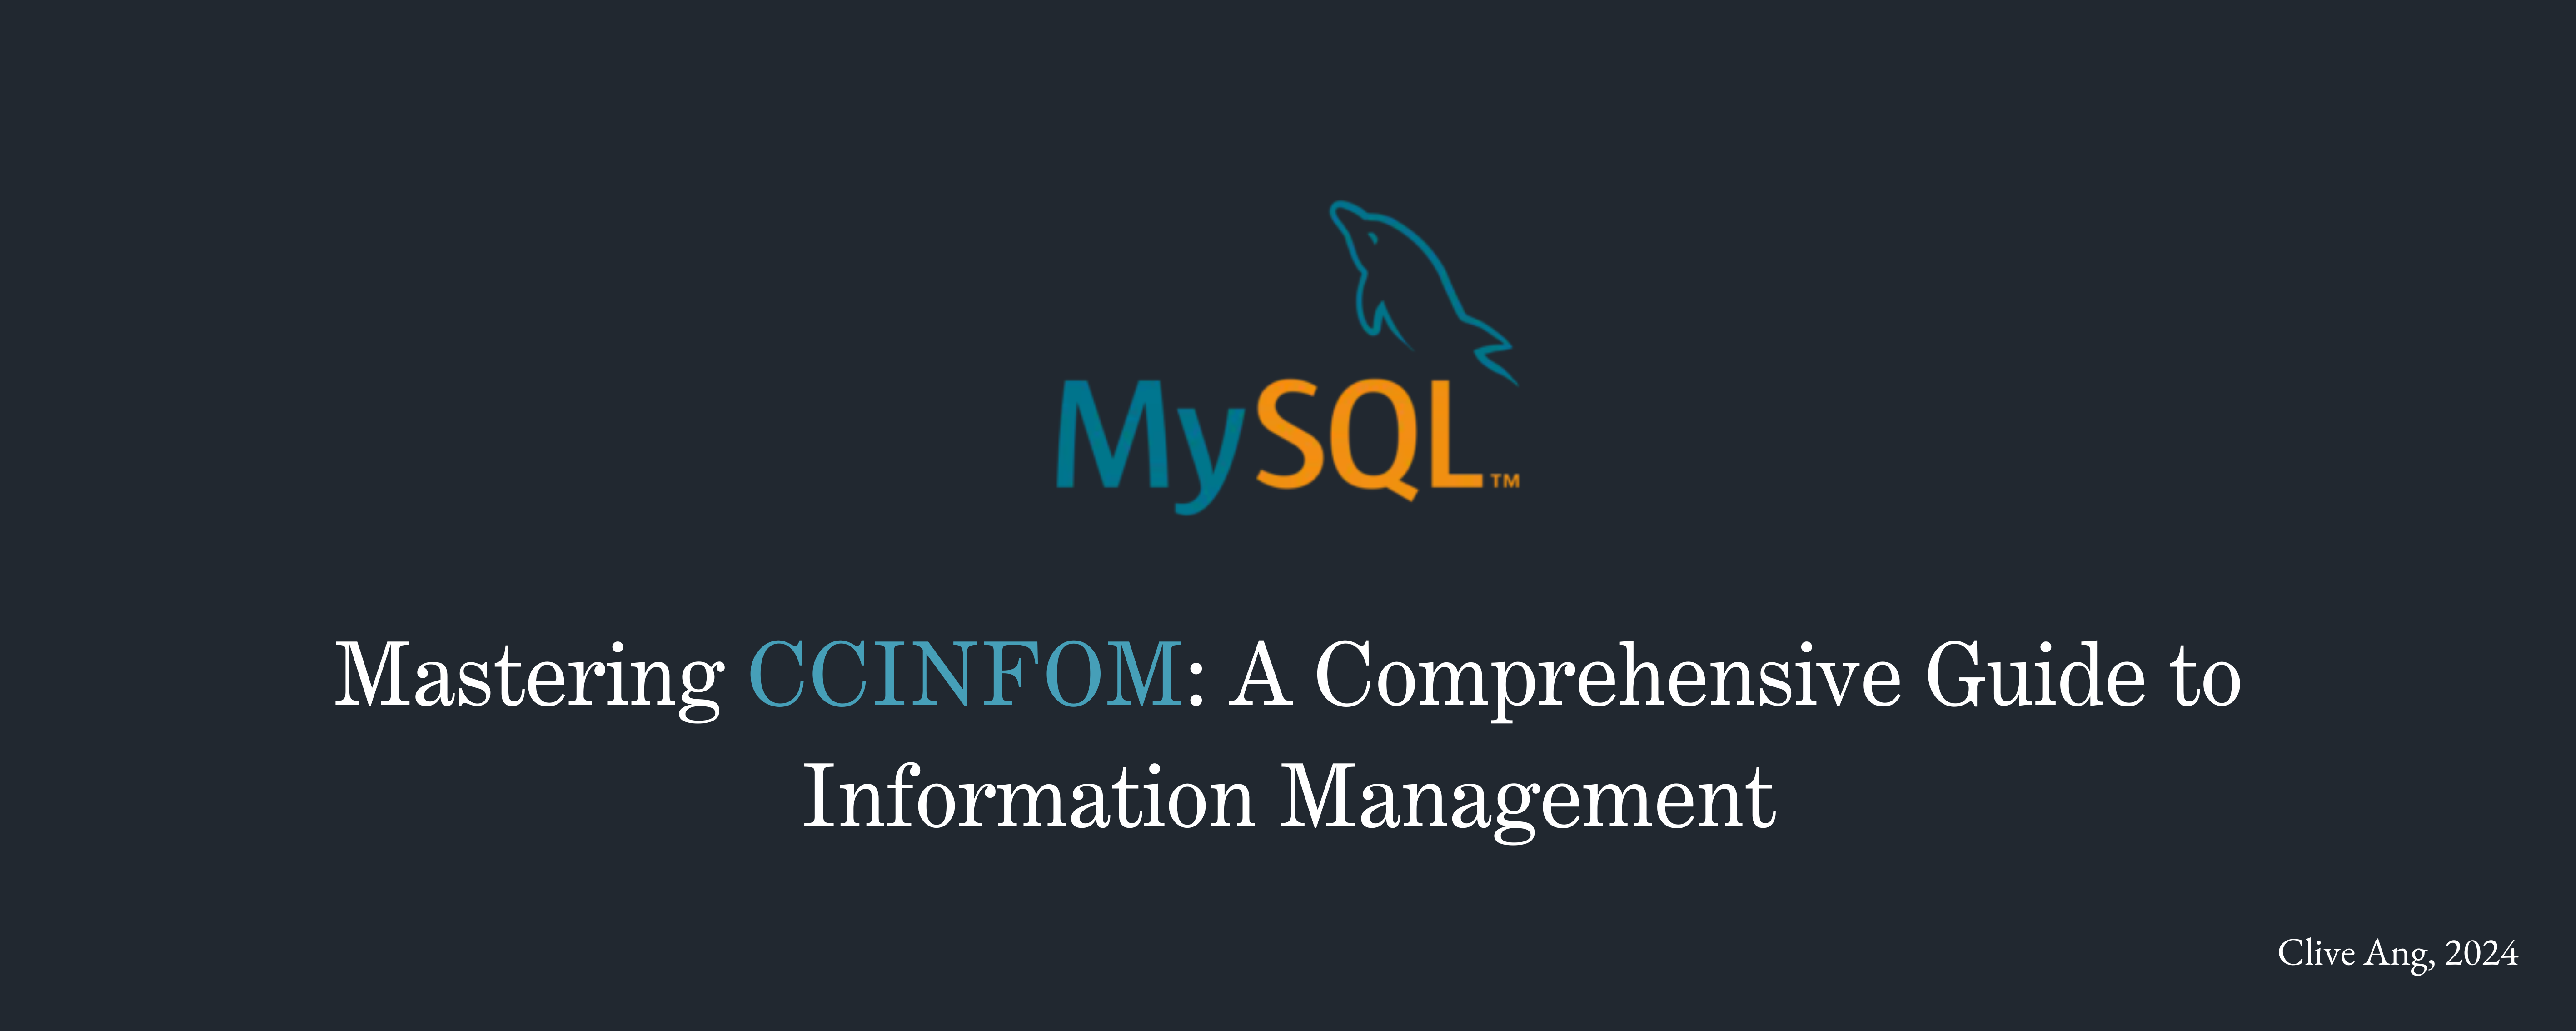 MySQL™
Mastering CCINFOM: A Comprehensive Guide to
Information Management
Clive Ang, 2024